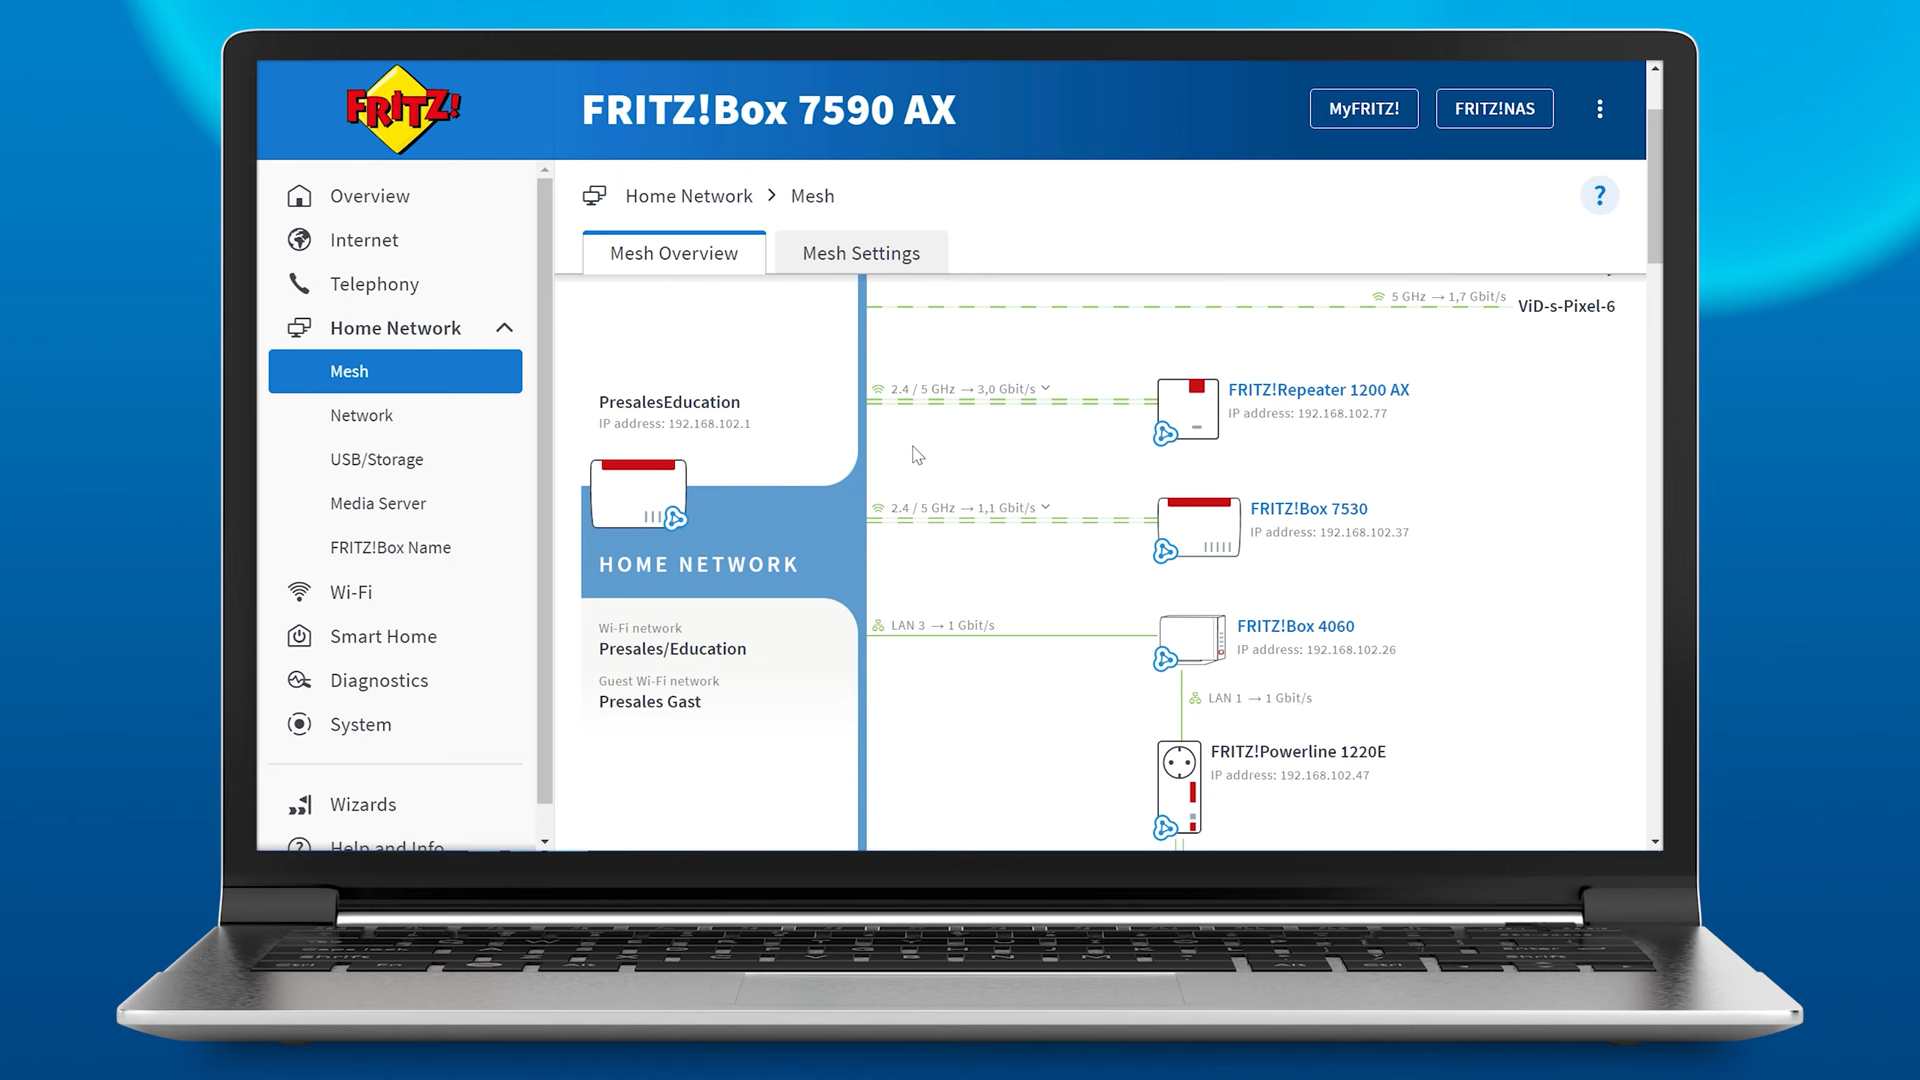 FRITZ!
FRITZ!Box 7590 AX
MyFRITZ!
FRITZ!NAS
Overview
Internet
Telephony
Home Network
Mesh
Network
USB/Storage
Media Server
FRITZ!Box Name
Wi-Fi
Smart Home
Diagnostics
System
Wizards
Help and Info
Home Network > Mesh
?
Mesh Overview
Mesh Settings
5 GHz → 1,7 Gbit/s
ViD-s-Pixel-6
PresalesEducation
IP address: 192.168.102.1
HOME NETWORK
Wi-Fi network
Presales/Education
Guest Wi-Fi network
Presales Gast
2.4 / 5 GHz → 3,0 Gbit/s
FRITZ!Repeater 1200 AX
IP address: 192.168.102.77
2.4 / 5 GHz → 1,1 Gbit/s
FRITZ!Box 7530
IP address: 192.168.102.37
LAN 3 → 1 Gbit/s
FRITZ!Box 4060
IP address: 192.168.102.26
LAN 1 → 1 Gbit/s
FRITZ!Powerline 1220E
IP address: 192.168.102.47